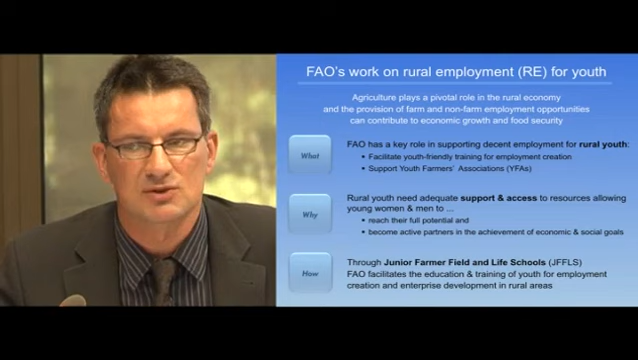 FAO's work on rural employment (RE) for youth
Agriculture plays a pivotal role in the rural economy
and the provision of farm and non-farm employment opportunities
can contribute to economic growth and food security
What
FAO has a key role in supporting decent employment for rural youth:
• Facilitate youth-friendly training for employment creation
• Support Youth Farmers' Associations (YFAs)
Why
Rural youth need adequate support & access to resources allowing
young women & men to ...
• reach their full potential and
• become active partners in the achievement of economic & social goals
How
Through Junior Farmer Field and Life Schools (JFFLS)
FAO facilitates the education & training of youth for employment
creation and enterprise development in rural areas